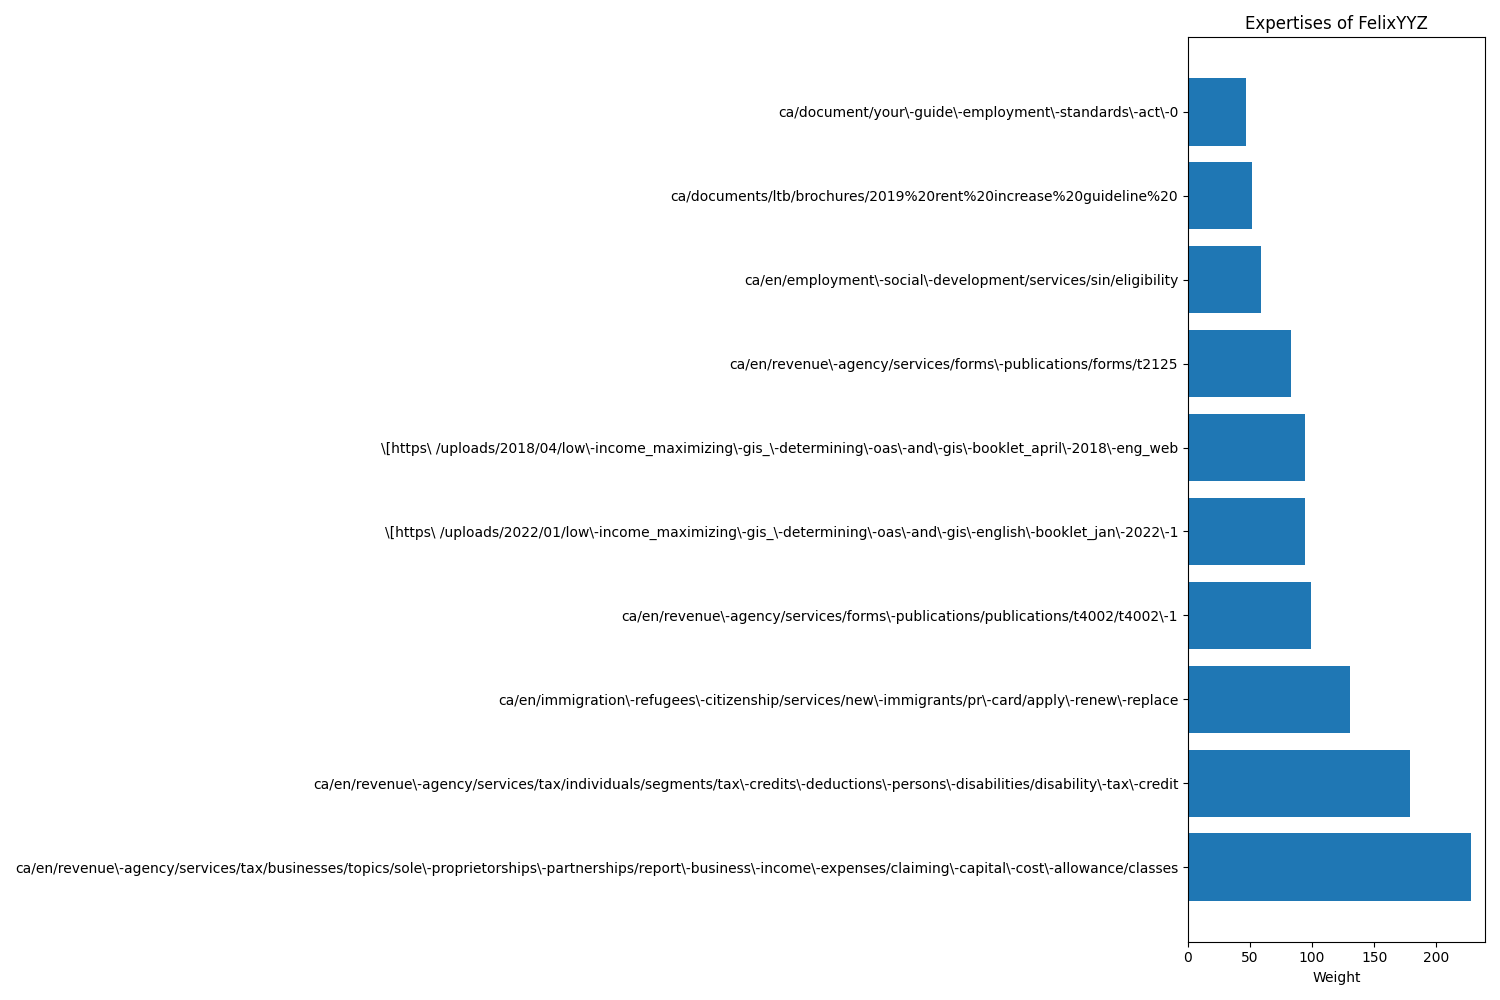 Expertises of FelixYYZ
ca/document/your\-guide\-employment\-standards\-act\-0
ca/documents/ltb/brochures/2019%20rent%20increase%20guideline%20
ca/en/employment\-social\-development/services/sin/eligibility
ca/en/revenue\-agency/services/forms\-publications/forms/t2125
\[https\ /uploads/2018/04/low\-income_maximizing\-gis_\-determining\-oas\-and\-gis\-booklet_april\-2018\-eng_web
\[https\ /uploads/2022/01/low\-income_maximizing\-gis_\-determining\-oas\-and\-gis\-english\-booklet_jan\-2022\-1
ca/en/revenue\-agency/services/forms\-publications/publications/t4002/t4002\-1
ca/en/immigration\-refugees\-citizenship/services/new\-immigrants/pr\-card/apply\-renew\-replace
ca/en/revenue\-agency/services/tax/individuals/segments/tax\-credits\-deductions\-persons\-disabilities/disability\-tax\-credit
ca/en/revenue\-agency/services/tax/businesses/topics/sole\-proprietorships\-partnerships/report\-business\-income\-expenses/claiming\-capital\-cost\-allowance/classes
0 50 100 150 200
Weight